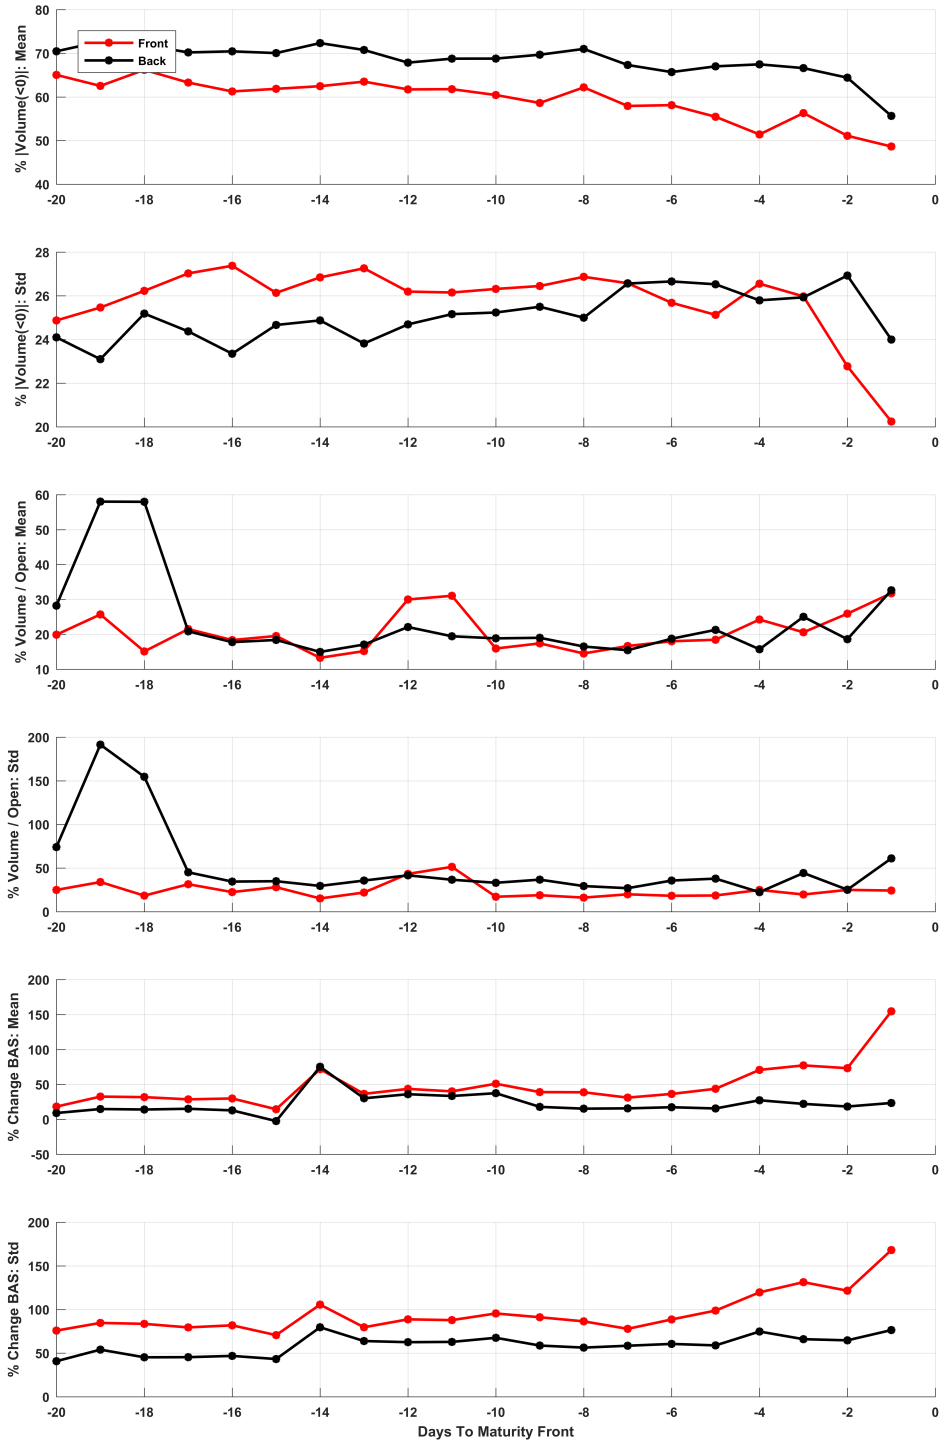 % |Volume(<0)|: Mean
80
70
60
50
40
Front
Back
-20 -18 -16 -14 -12 -10 -8 -6 -4 -2 0
% |Volume(<0)|: Std
28
26
24
22
20
-20 -18 -16 -14 -12 -10 -8 -6 -4 -2 0
% Volume / Open: Mean
60
50
40
30
20
10
-20 -18 -16 -14 -12 -10 -8 -6 -4 -2 0
% Volume / Open: Std
200
150
100
50
0
-20 -18 -16 -14 -12 -10 -8 -6 -4 -2 0
% Change BAS: Mean
200
150
100
50
0
-50
-20 -18 -16 -14 -12 -10 -8 -6 -4 -2 0
% Change BAS: Std
200
150
100
50
0
-20 -18 -16 -14 -12 -10 -8 -6 -4 -2 0
Days To Maturity Front